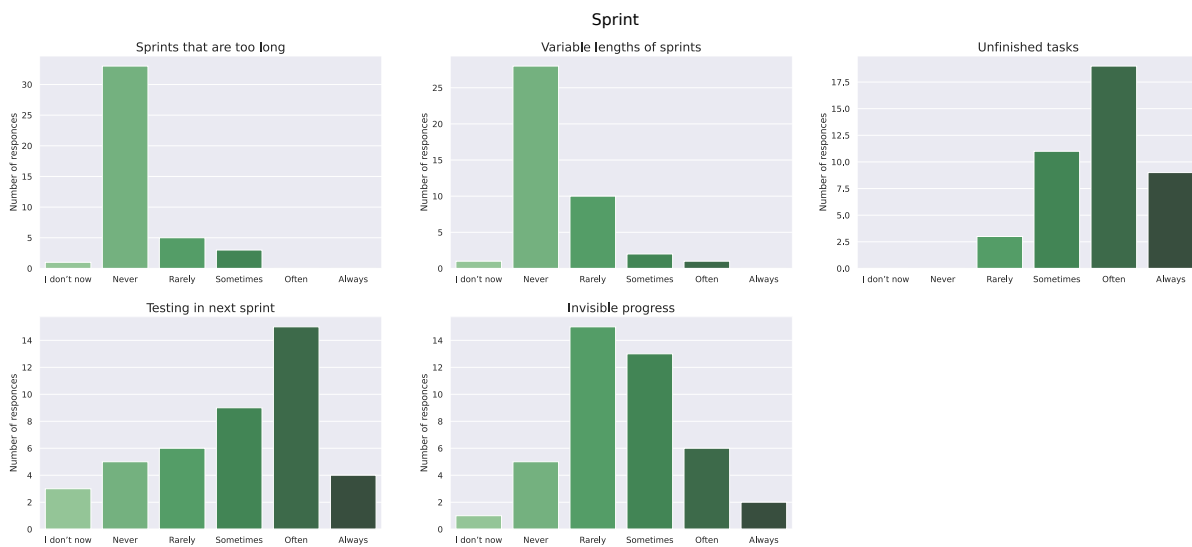 Sprint
Sprints that are too long
Number of responces
30
25
20
15
10
5
0
I don't now Never Rarely Sometimes Often Always
Variable lengths of sprints
Number of responces
25
20
15
10
5
0
I don't now Never Rarely Sometimes Often Always
Unfinished tasks
Number of responces
17,5
15,0
12,5
10,0
7,5
5,0
2,5
0,0
I don't now Never Rarely Sometimes Often Always
Testing in next sprint
Number of responces
14
12
10
8
6
4
2
0
I don't now Never Rarely Sometimes Often Always
Invisible progress
Number of responces
14
12
10
8
6
4
2
0
I don't now Never Rarely Sometimes Often Always